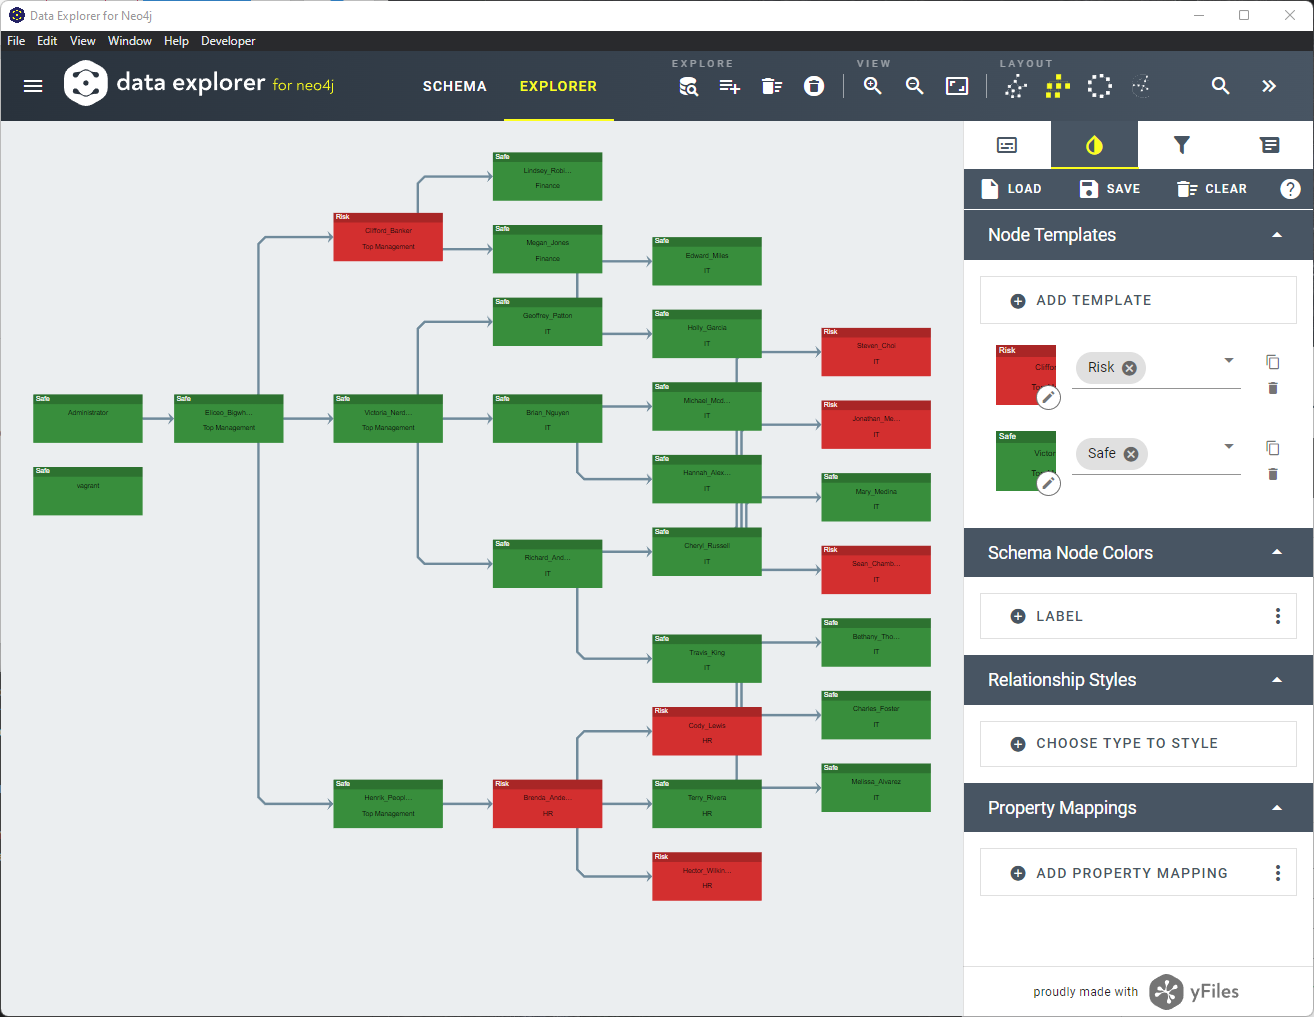 Data Explorer for Neo4j
File Edit View Window Help Developer
data explorer for neo4j
SCHEMA
EXPLORER
EXPLORE
VIEW
LAYOUT
LOAD
SAVE
CLEAR
Node Templates
ADD TEMPLATE
Risk
Cliffor
Risk
Safe
Victor
Safe
Schema Node Colors
LABEL
Relationship Styles
CHOOSE TYPE TO STYLE
Property Mappings
ADD PROPERTY MAPPING
proudly made with yFiles
Safe
Administrator
Safe
vagrant
Safe
Eliceo_Bigwh...
Top Management
Risk
Clifford_Banker
Top Management
Safe
Victoria_Nerd...
Top Management
Safe
Henrik_Peopl...
Top Management
Safe
Lindsey_Robi...
Finance
Safe
Megan_Jones
Finance
Safe
Geoffrey_Patton
IT
Safe
Brian_Nguyen
IT
Safe
Richard_And...
IT
Risk
Brenda_Ande...
HR
Safe
Edward_Miles
IT
Safe
Holly_Garcia
IT
Safe
Michael_Mcd...
IT
Safe
Hannah_Alex...
IT
Safe
Cheryl_Russell
IT
Safe
Travis_King
IT
Risk
Cody_Lewis
HR
Safe
Terry_Rivera
HR
Risk
Hector_Wilkin...
HR
Risk
Steven_Choi
IT
Risk
Jonathan_Me...
IT
Safe
Mary_Medina
IT
Risk
Sean_Chamb...
IT
Safe
Bethany_Tho...
IT
Safe
Charles_Foster
IT
Safe
Melissa_Alvarez
IT